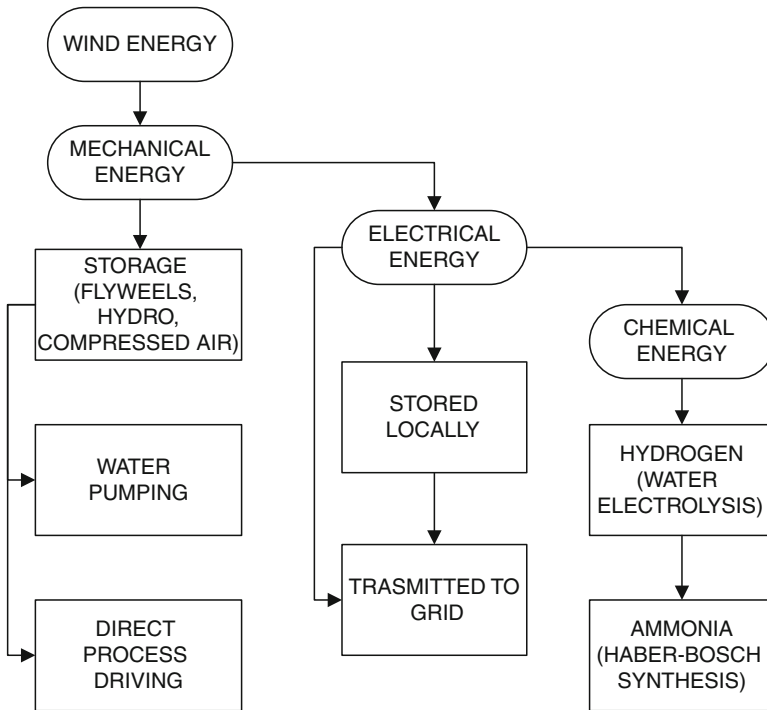 WIND ENERGY
MECHANICAL
ENERGY
STORAGE
(FLYWEELS,
HYDRO,
COMPRESSED AIR)
WATER
PUMPING
DIRECT
PROCESS
DRIVING
ELECTRICAL
ENERGY
STORED
LOCALLY
TRASMITTED TO
GRID
CHEMICAL
ENERGY
HYDROGEN
(WATER
ELECTROLYSIS)
AMMONIA
(HABER-BOSCH
SYNTHESIS)